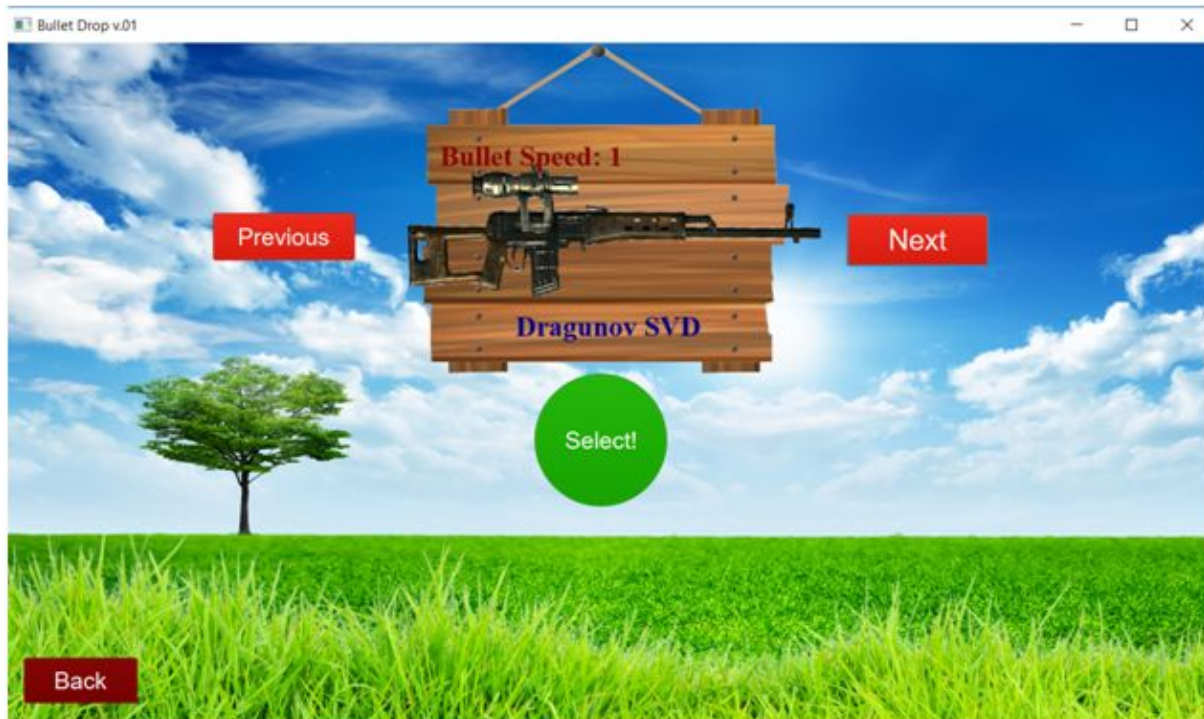 Bullet Drop v.01
Bullet Speed: 1
Previous
Next
Dragunov SVD
Select!
Back